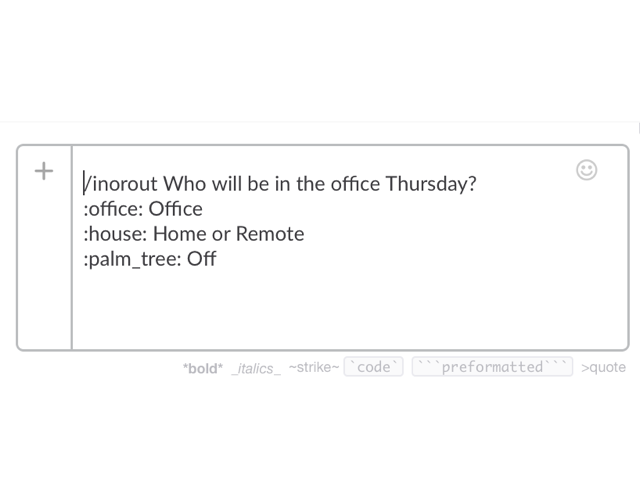 /inorout Who will be in the office Thursday?
:office: Office
:house: Home or Remote
:palm_tree: Off
*bold* _italics_ ~strike~ `code` ```preformatted``` >quote